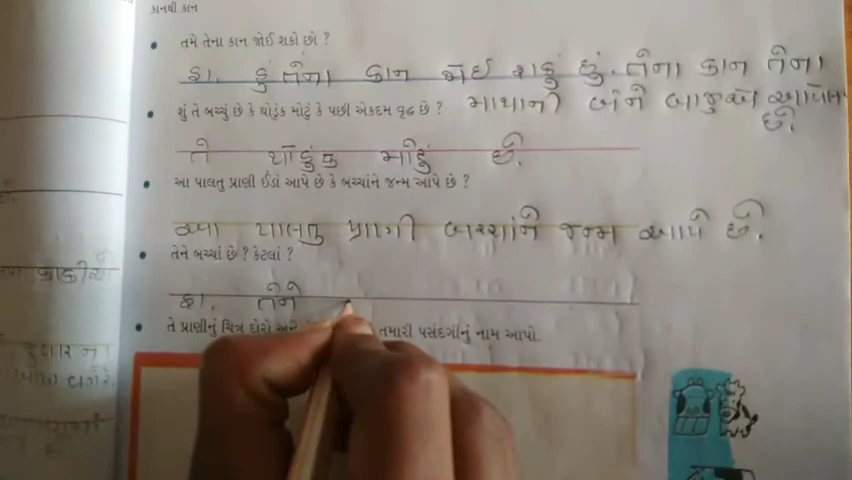 કાનથી કાન
તમે તેના કાન જોઈ શકો છો ?
હા. હું તેના કાન જોઈ શકું છું. તેના કાન તેના
માથાની બંને બાજુએ આવેલા
છે.
શું તે બચ્ચું છે કે થોડુંક મોટું કે પછી એકદમ વૃદ્ધ છે ?
તે થોડુંક મોટું છે.
આ પાલતુ પ્રાણી ઈંડાં આપે છે કે બચ્ચાંને જન્મ આપે છે ?
આ પાલતુ પ્રાણી બચ્ચાંને જન્મ આપે છે.
તેને બચ્ચાં છે ? કેટલાં ?
હા. તેને
તે પ્રાણીનું ચિત્ર દોરો અને તમારી પસંદગીનું નામ આપો.